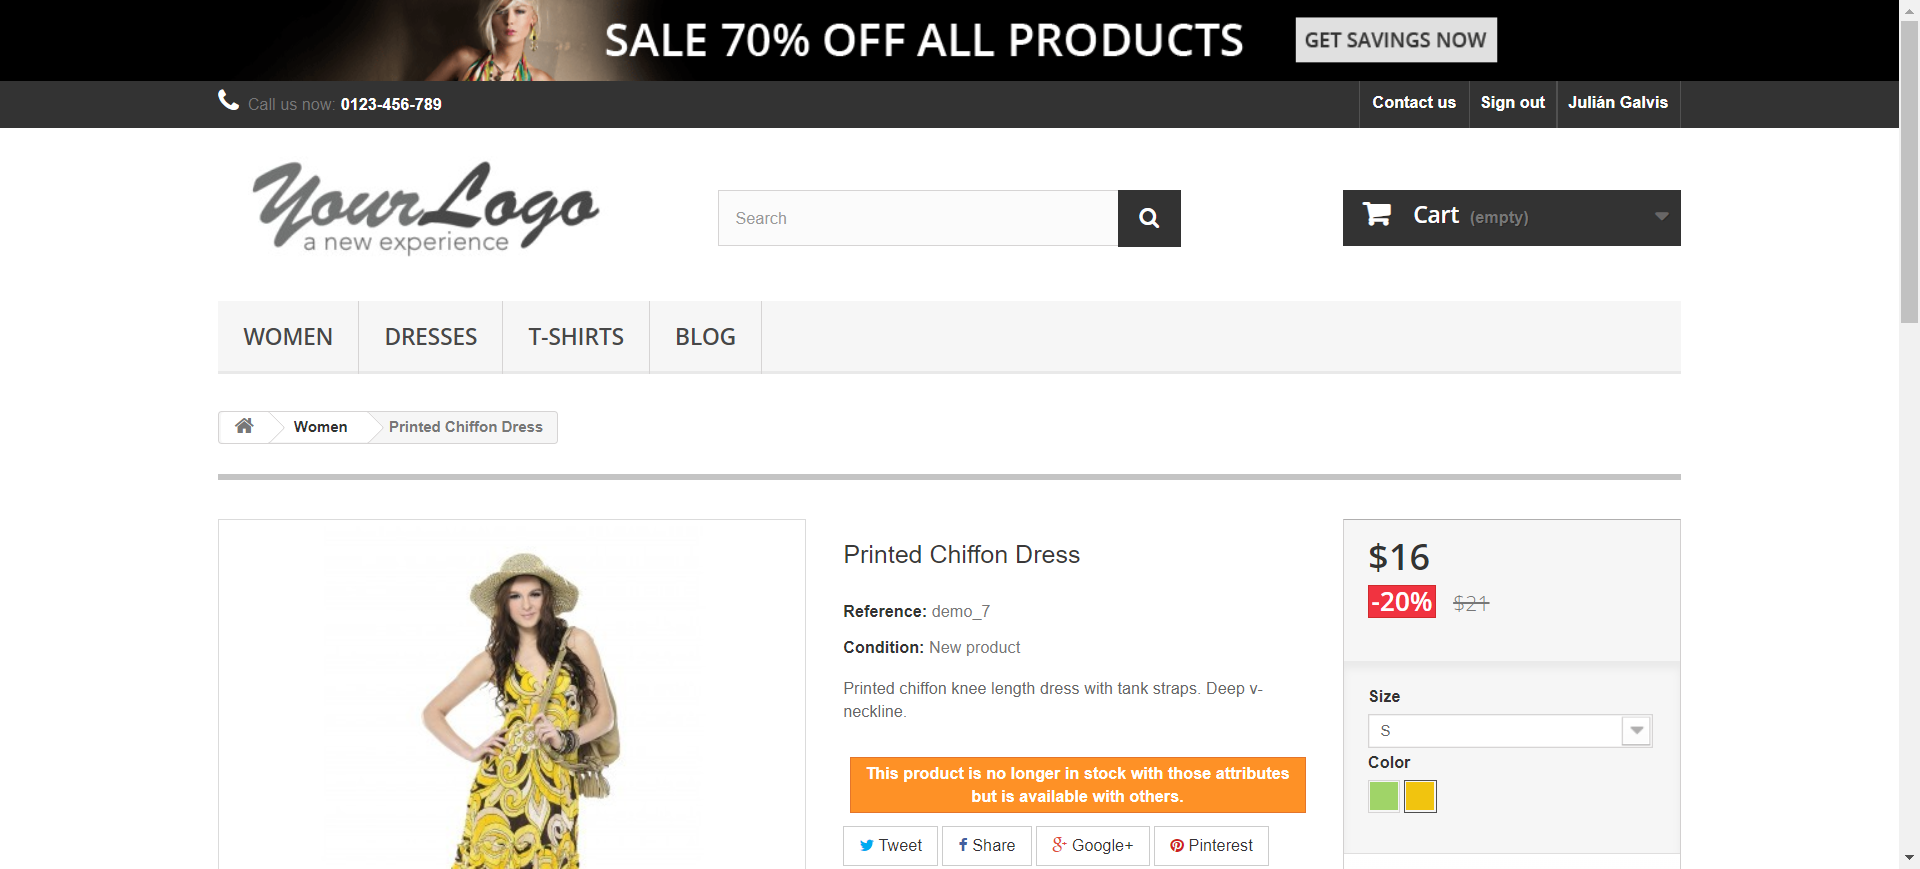 SALE 70% OFF ALL PRODUCTS
GET SAVINGS NOW
Call us now: 0123-456-789
Contact us
Sign out
Julián Galvis
Your Logo
a new experience
Search
Cart (empty)
WOMEN
DRESSES
T-SHIRTS
BLOG
Women
Printed Chiffon Dress
Printed Chiffon Dress
Reference: demo_7
Condition: New product
Printed chiffon knee length dress with tank straps. Deep v-
neckline.
This product is no longer in stock with those attributes
but is available with others.
Tweet
Share
Google+
Pinterest
$16
-20% $21
Size
S
Color